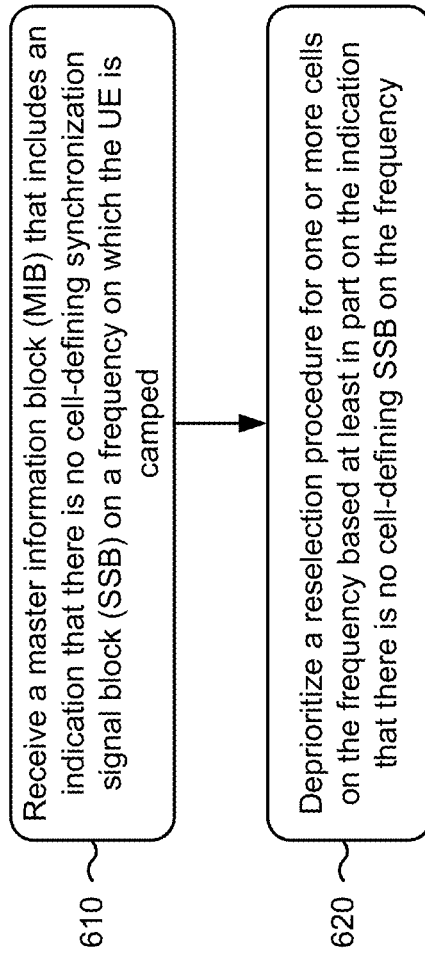 610
Receive a master information block (MIB) that includes an
indication that there is no cell-defining synchronization
signal block (SSB) on a frequency on which the UE is
camped
620
Deprioritize a reselection procedure for one or more cells
on the frequency based at least in part on the indication
that there is no cell-defining SSB on the frequency